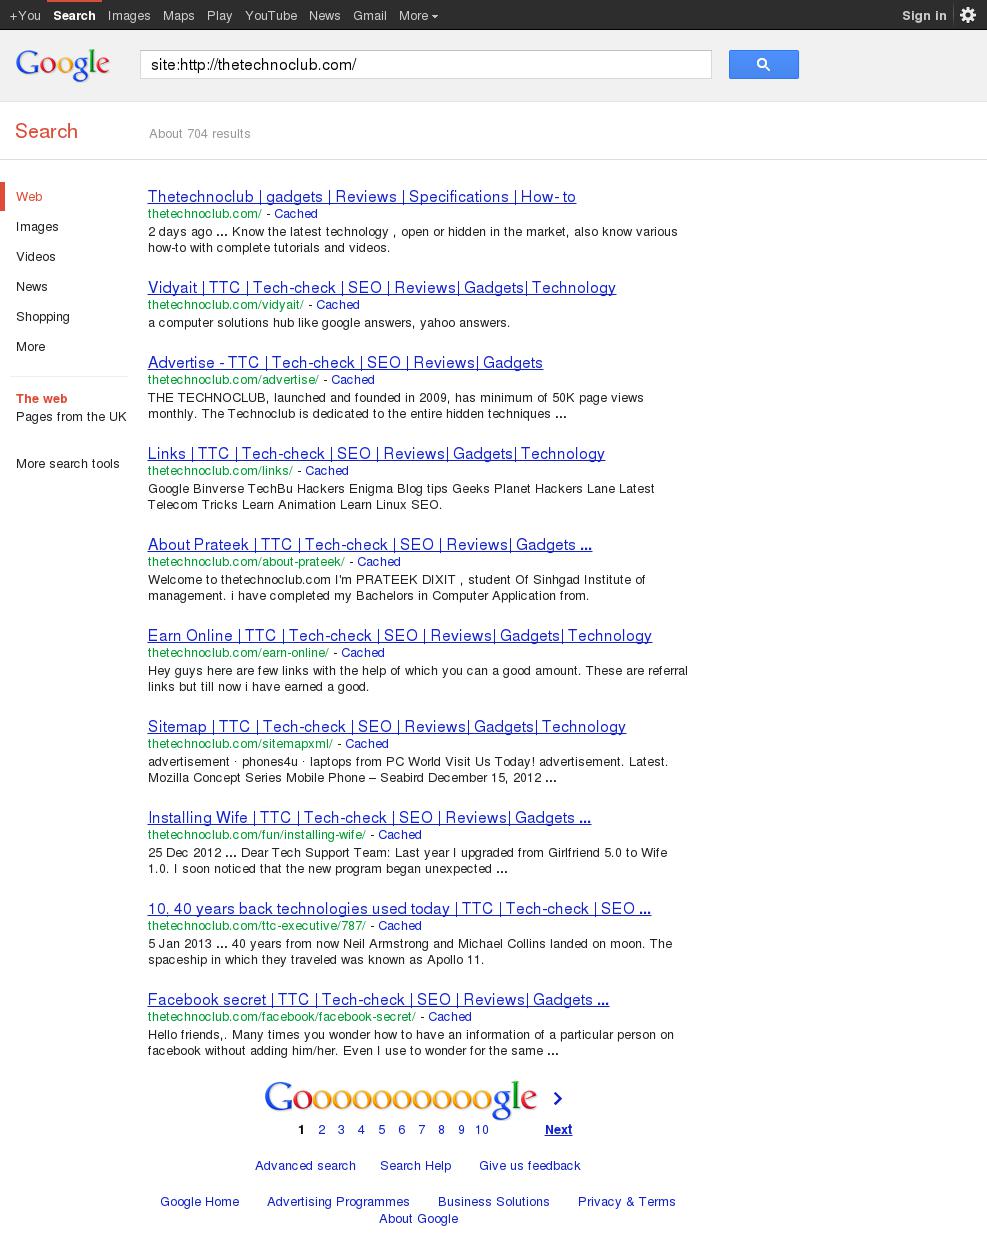 +You Search Images Maps Play YouTube News Gmail More Sign in
Google site:http://thetechnoclub.com/
Search About 704 results
Web
Images
Videos
News
Shopping
More
The web
Pages from the UK
More search tools
Thetechnoclub | gadgets | Reviews | Specifications | How- to
thetechnoclub.com/ - Cached
2 days ago ... Know the latest technology , open or hidden in the market, also know various
how-to with complete tutorials and videos.
Vidyait | TTC | Tech-check | SEO | Reviews| Gadgets| Technology
thetechnoclub.com/vidyait/ - Cached
a computer solutions hub like google answers, yahoo answers.
Advertise - TTC | Tech-check | SEO | Reviews| Gadgets
thetechnoclub.com/advertise/ - Cached
THE TECHNOCLUB, launched and founded in 2009, has minimum of 50K page views
monthly. The Technoclub is dedicated to the entire hidden techniques ...
Links | TTC | Tech-check | SEO | Reviews| Gadgets| Technology
thetechnoclub.com/links/ - Cached
Google Binverse TechBu Hackers Enigma Blog tips Geeks Planet Hackers Lane Latest
Telecom Tricks Learn Animation Learn Linux SEO.
About Prateek | TTC | Tech-check | SEO | Reviews| Gadgets ...
thetechnoclub.com/about-prateek/ - Cached
Welcome to thetechnoclub.com I'm PRATEEK DIXIT , student Of Sinhgad Institute of
management. i have completed my Bachelors in Computer Application from.
Earn Online | TTC | Tech-check | SEO | Reviews| Gadgets| Technology
thetechnoclub.com/earn-online/ - Cached
Hey guys here are few links with the help of which you can a good amount. These are referral
links but till now i have earned a good.
Sitemap | TTC | Tech-check | SEO | Reviews| Gadgets| Technology
thetechnoclub.com/sitemapxml/ - Cached
advertisement · phones4u · laptops from PC World Visit Us Today! advertisement. Latest.
Mozilla Concept Series Mobile Phone – Seabird December 15, 2012 ...
Installing Wife | TTC | Tech-check | SEO | Reviews| Gadgets ...
thetechnoclub.com/fun/installing-wife/ - Cached
25 Dec 2012 ... Dear Tech Support Team: Last year I upgraded from Girlfriend 5.0 to Wife
1.0. I soon noticed that the new program began unexpected ...
10, 40 years back technologies used today | TTC | Tech-check | SEO ...
thetechnoclub.com/ttc-executive/787/ - Cached
5 Jan 2013 ... 40 years from now Neil Armstrong and Michael Collins landed on moon. The
spaceship in which they traveled was known as Apollo 11.
Facebook secret | TTC | Tech-check | SEO | Reviews| Gadgets ...
thetechnoclub.com/facebook/facebook-secret/ - Cached
Hello friends,. Many times you wonder how to have an information of a particular person on
facebook without adding him/her. Even I use to wonder for the same ...
Goooooooooogle
1 2 3 4 5 6 7 8 9 10 Next
Advanced search Search Help Give us feedback
Google Home Advertising Programmes Business Solutions Privacy & Terms
About Google